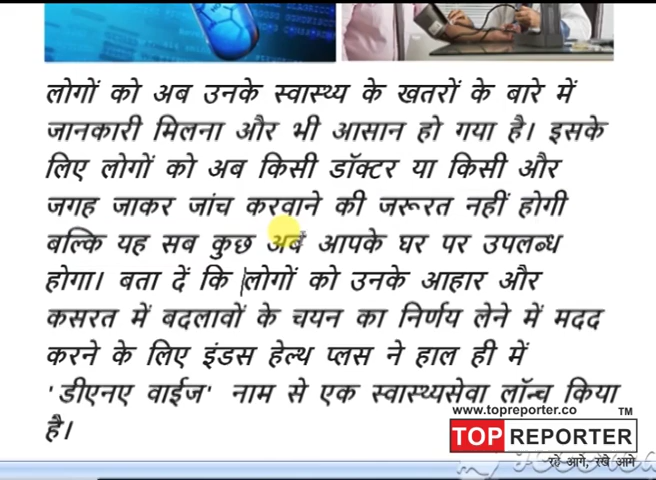 लोगों को अब उनके स्वास्थ्य के खतरों के बारे में
जानकारी मिलना और भी आसान हो गया है। इसके
लिए लोगों को अब किसी डॉक्टर या किसी और
जगह जाकर जांच करवाने की जरूरत नहीं होगी
बल्कि यह सब कुछ अब आपके घर पर उपलब्ध
होगा। बता दें कि लोगों को उनके आहार और
कसरत में बदलावों के चयन का निर्णय लेने में मदद
करने के लिए इंडस हेल्थ प्लस ने हाल ही में
'डीएनए वाईज' नाम से एक स्वास्थ्यसेवा लॉन्च किया
है।
www.topreporter.co TM
TOP REPORTER
रहे आगे, रखे आगे